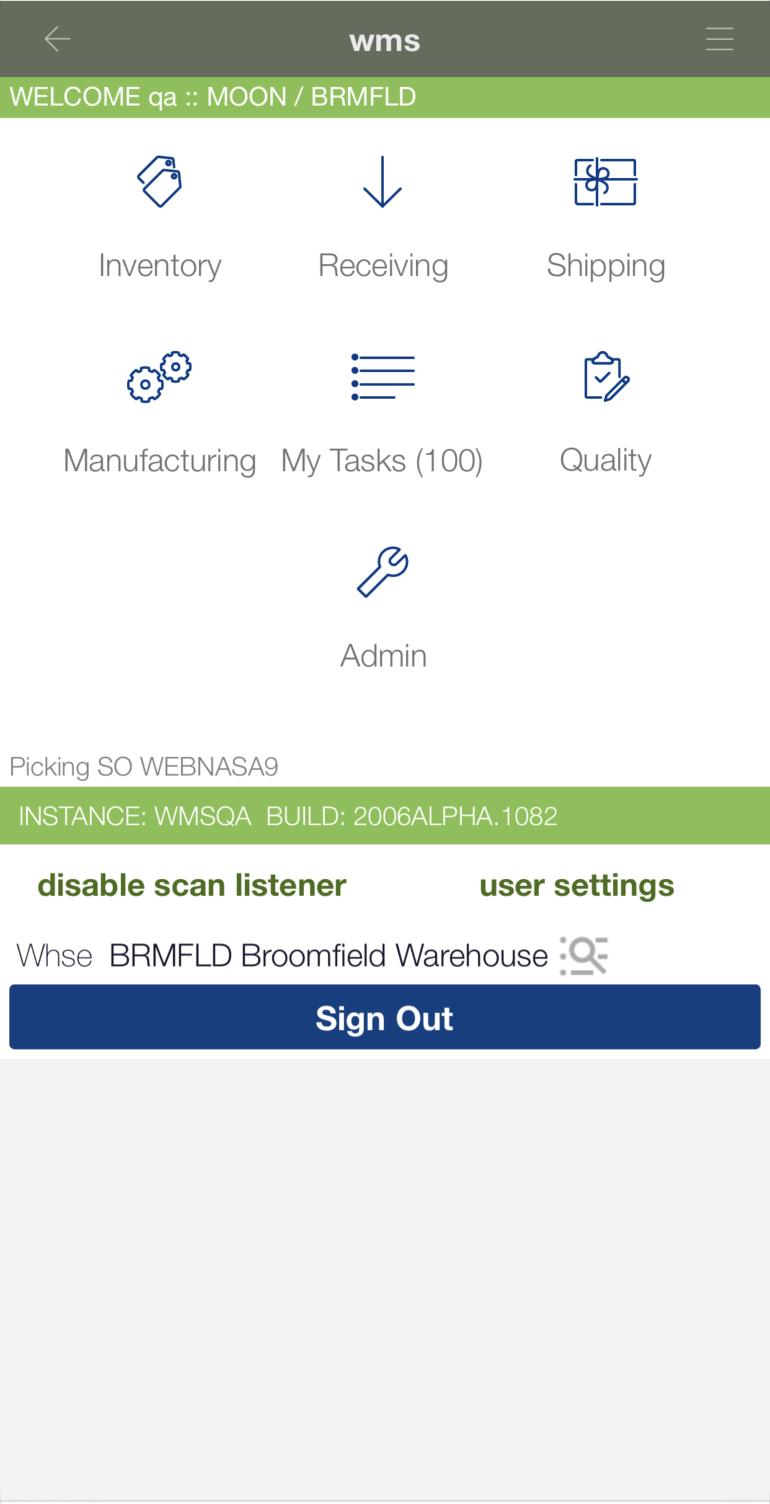 wms
WELCOME qa :: MOON / BRMFLD
Inventory Receiving Shipping
Manufacturing My Tasks (100) Quality
Admin
Picking SO WEBNASA9
INSTANCE: WMSQA BUILD: 2006ALPHA.1082
disable scan listener user settings
Whse BRMFLD Broomfield Warehouse
Sign Out